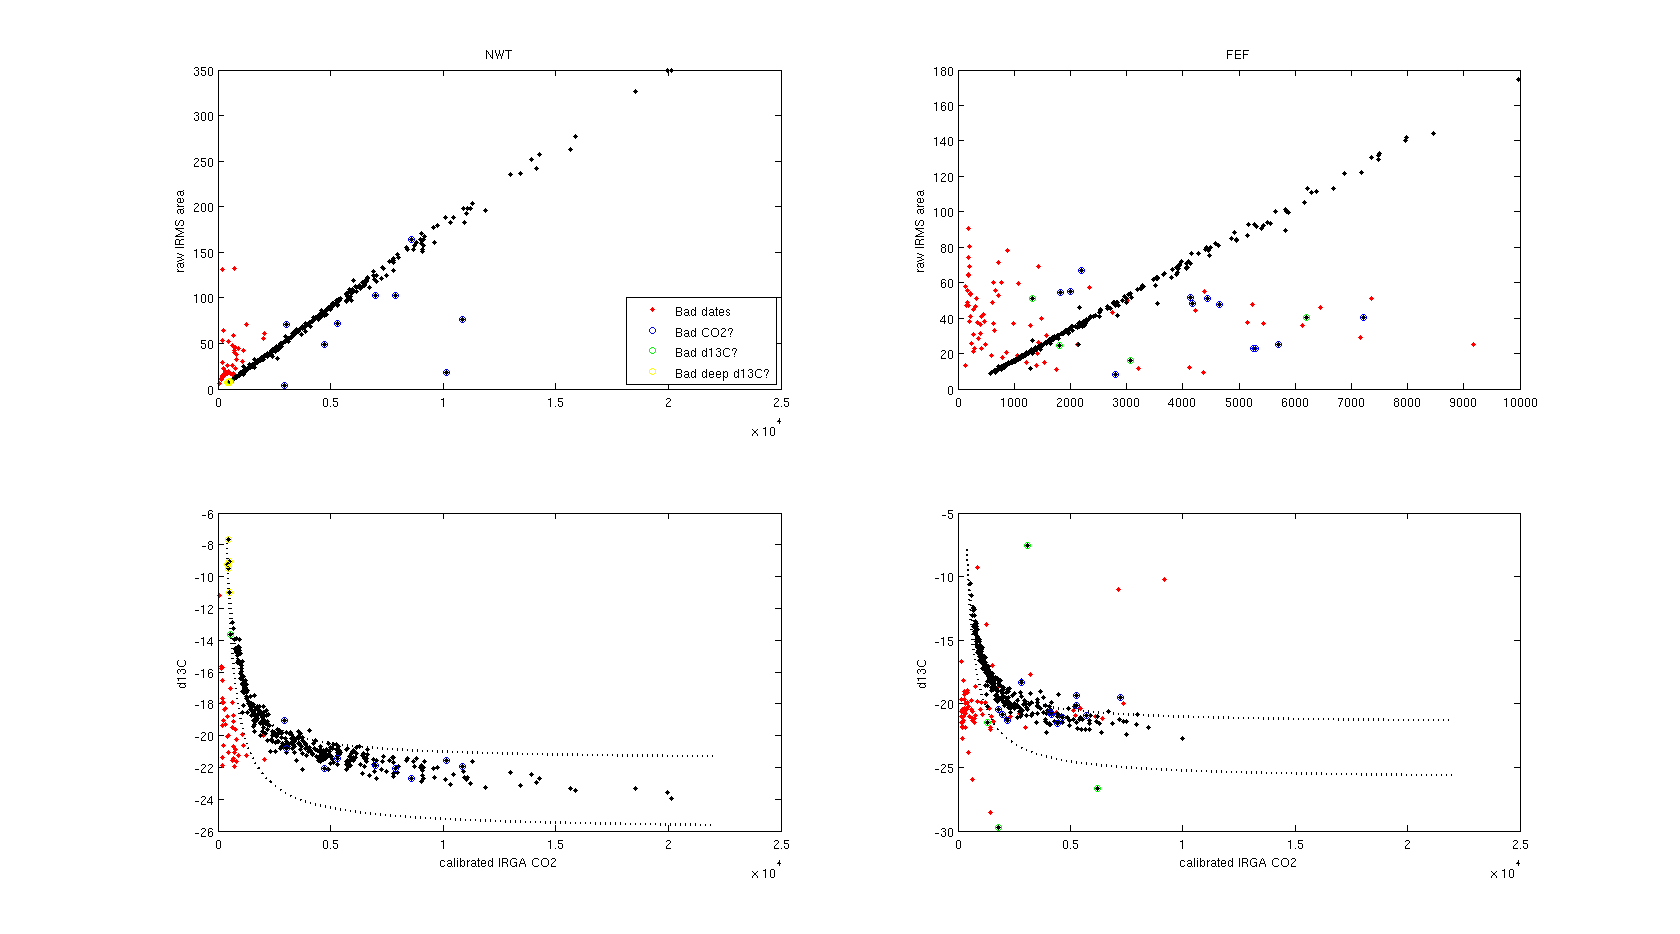 NWT
350
300
250
200
150
100
50
0
raw IRMS area
0 0.5 1 1.5 2 2.5
× 10^4
Bad dates
Bad CO2?
Bad d13C?
Bad deep d13C?
FEF
180
160
140
120
100
80
60
40
20
0
raw IRMS area
0 1000 2000 3000 4000 5000 6000 7000 8000 9000 10000
-6
-8
-10
-12
-14
-16
-18
-20
-22
-24
-26
d13C
0 0.5 1 1.5 2 2.5
calibrated IRGA CO2
× 10^4
-5
-10
-15
-20
-25
-30
d13C
0 0.5 1 1.5 2 2.5
calibrated IRGA CO2
× 10^4